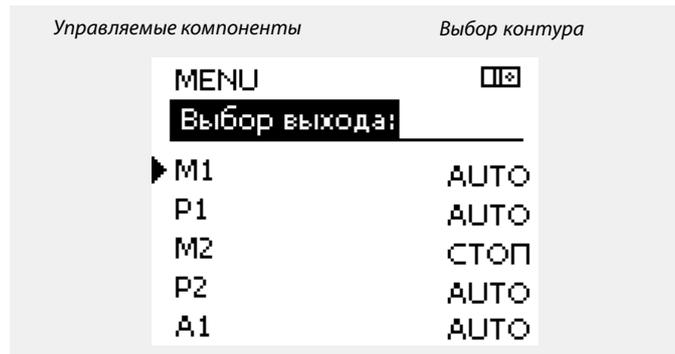 Управляемые компоненты Выбор контура
MENU
Выбор выхода:
M1 AUTO
P1 AUTO
M2 СТОП
P2 AUTO
A1 AUTO